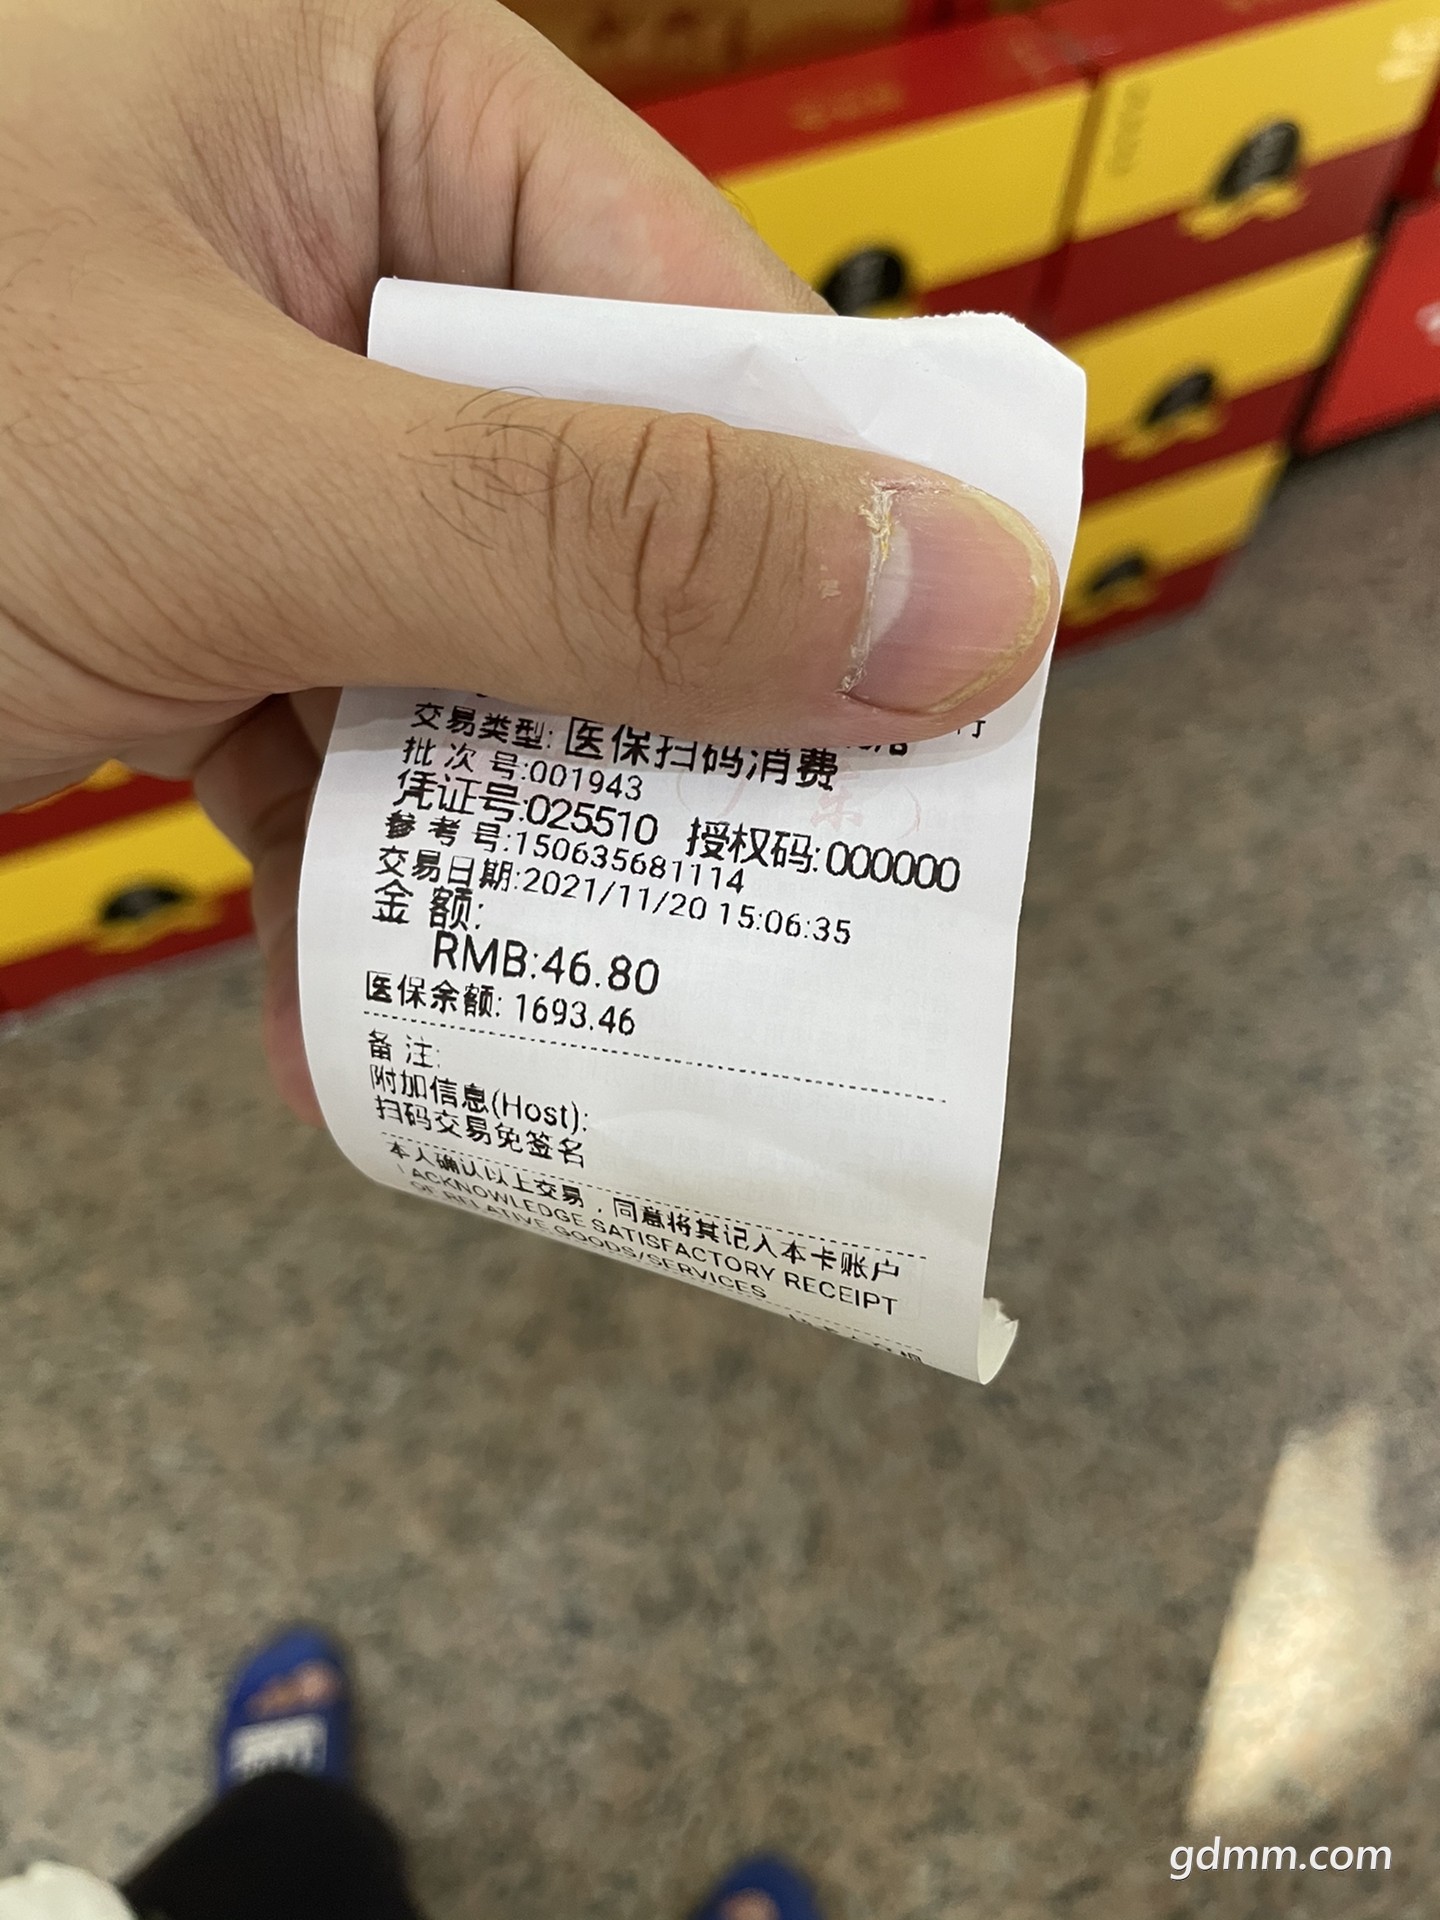 交易类型: 医保扫码消费
批 次 号:001943
凭证号:025510 授权码:000000
参 考 号:150635681114
交易日期:2021/11/20 15:06:35
金 额:
RMB:46.80
医保余额: 1693.46
备 注:
附加信息(Host):
扫码交易免签名
本人确认以上交易，同意将其记入本卡账户
I ACKNOWLEDGE SATISFACTORY RECEIPT
OF RELATIVE GOODS/SERVICES
gdmm.com